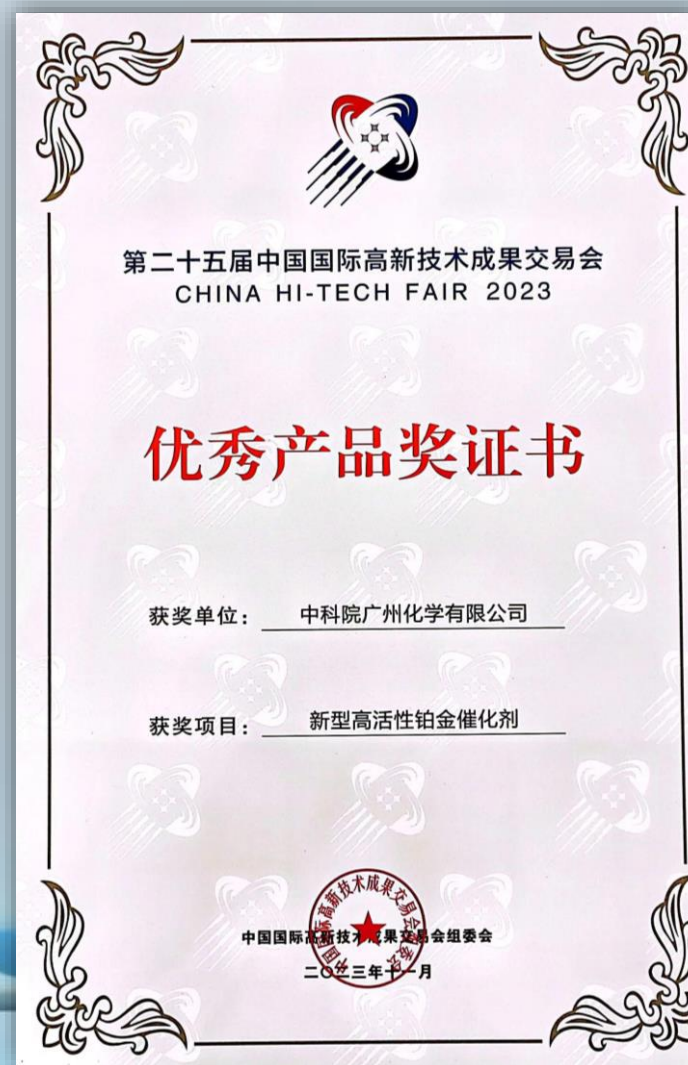 第二十五届中国国际高新技术成果交易会
CHINA HI-TECH FAIR 2023
优秀产品奖证书
获奖单位: 中科院广州化学有限公司
获奖项目: 新型高活性铂金催化剂
中国国际高新技术成果交易会组委会
二〇二三年十一月